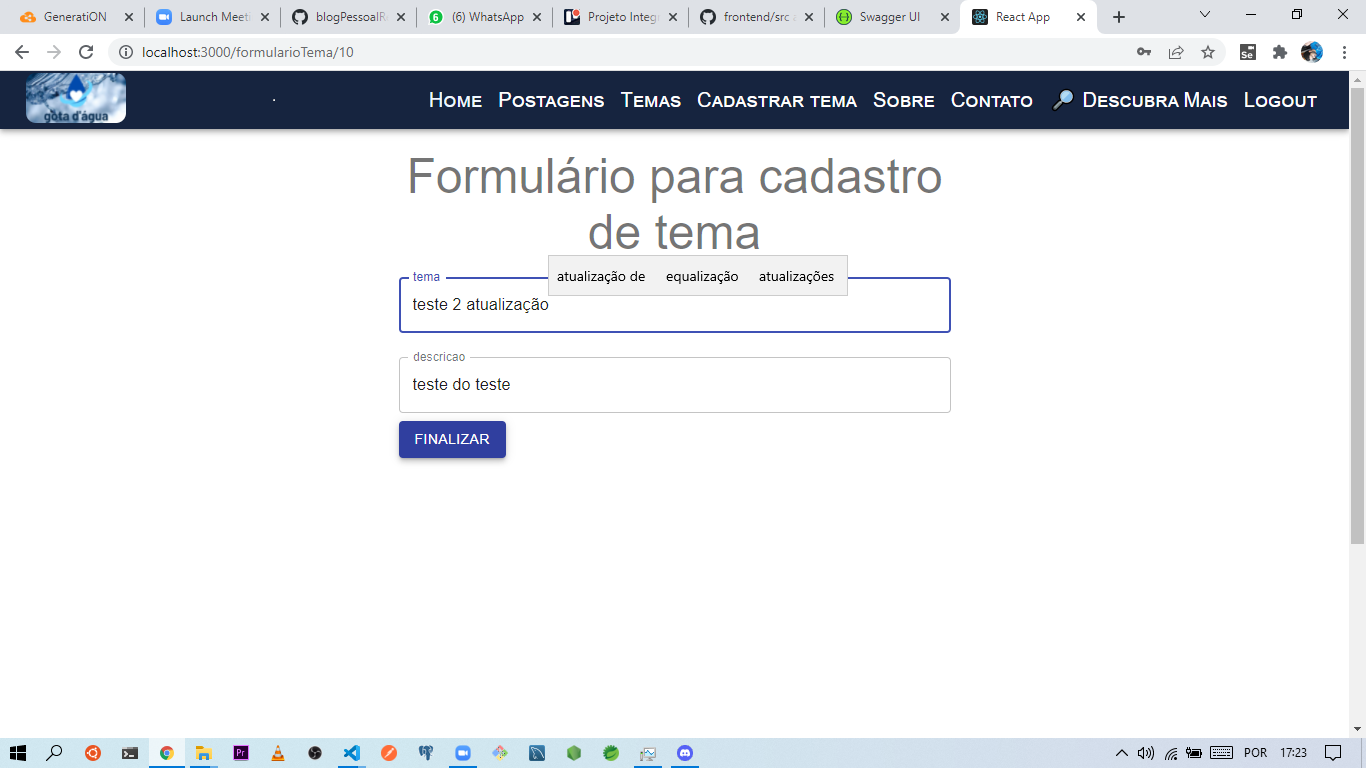 GeneratiON
Launch Meeti
blogPessoalR
(6) WhatsApp
Projeto Integ
frontend/src
Swagger UI
React App
localhost:3000/formularioTema/10
Se
gota d'água
Home Postagens Temas Cadastrar tema Sobre Contato Descubra Mais Logout
Formulário para cadastro
de tema
atualização de equalização atualizações
tema
teste 2 atualização
descricao
teste do teste
FINALIZAR
Pr
POR 17:23